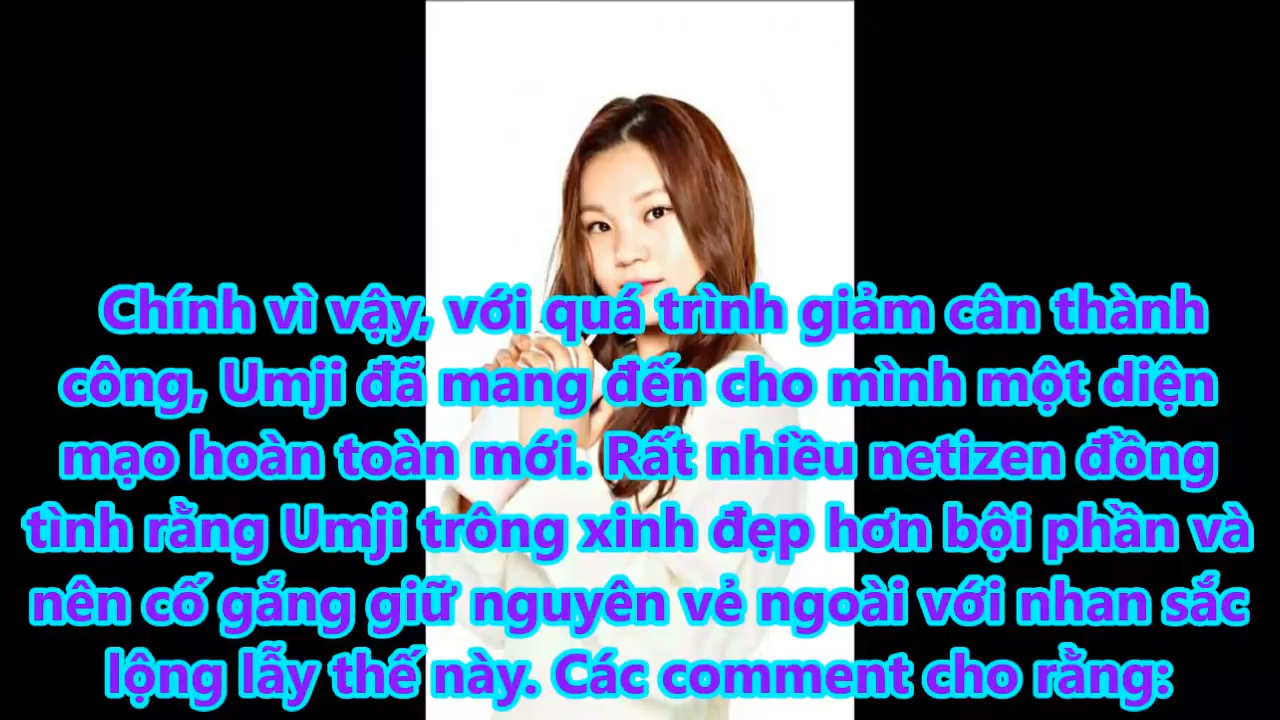 Chính vì vậy, với quá trình giảm cân thành
công, Umji đã mang đến cho mình một diện
mạo hoàn toàn mới. Rất nhiều netizen đồng
tình rằng Umji trông xinh đẹp hơn bội phần và
nên cố gắng giữ nguyên vẻ ngoài với nhan sắc
lộng lẫy thế này. Các comment cho rằng: